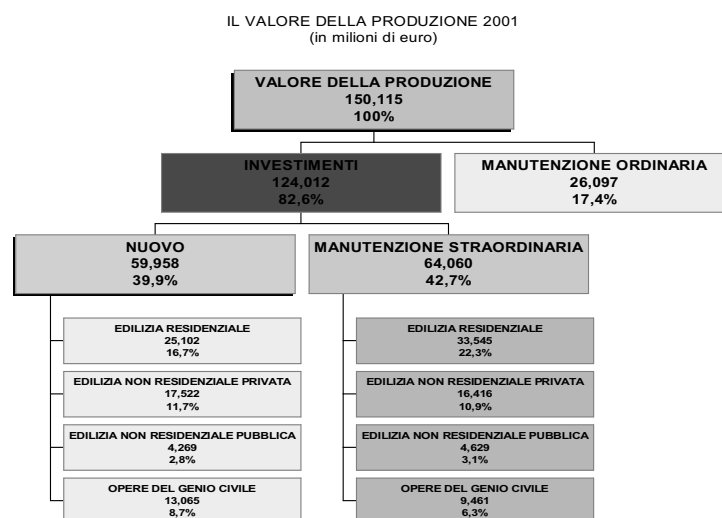 IL VALORE DELLA PRODUZIONE 2001
(in milioni di euro)
VALORE DELLA PRODUZIONE
150,115
100%
INVESTIMENTI
124,012
82,6%
MANUTENZIONE ORDINARIA
26,097
17,4%
NUOVO
59,958
39,9%
MANUTENZIONE STRAORDINARIA
64,060
42,7%
EDILIZIA RESIDENZIALE
25,102
16,7%
EDILIZIA NON RESIDENZIALE PRIVATA
17,522
11,7%
EDILIZIA NON RESIDENZIALE PUBBLICA
4,269
2,8%
OPERE DEL GENIO CIVILE
13,065
8,7%
EDILIZIA RESIDENZIALE
33,545
22,3%
EDILIZIA NON RESIDENZIALE PRIVATA
16,416
10,9%
EDILIZIA NON RESIDENZIALE PUBBLICA
4,629
3,1%
OPERE DEL GENIO CIVILE
9,461
6,3%